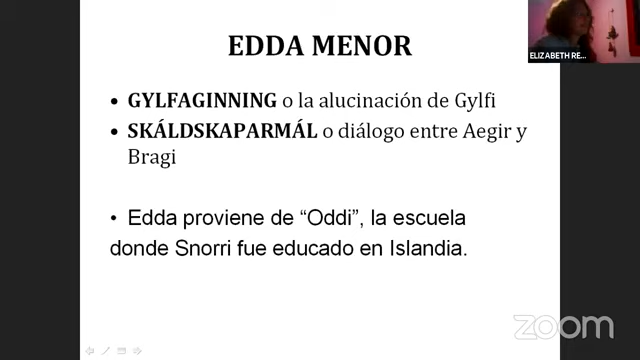 EDDA MENOR
ELIZABETH RE...
• GYLFAGINNING o la alucinación de Gylfi
• SKÁLDSKAPARMÁL o diálogo entre Aegir y
Bragi
• Edda proviene de “Oddi”, la escuela
donde Snorri fue educado en Islandia.
zoom